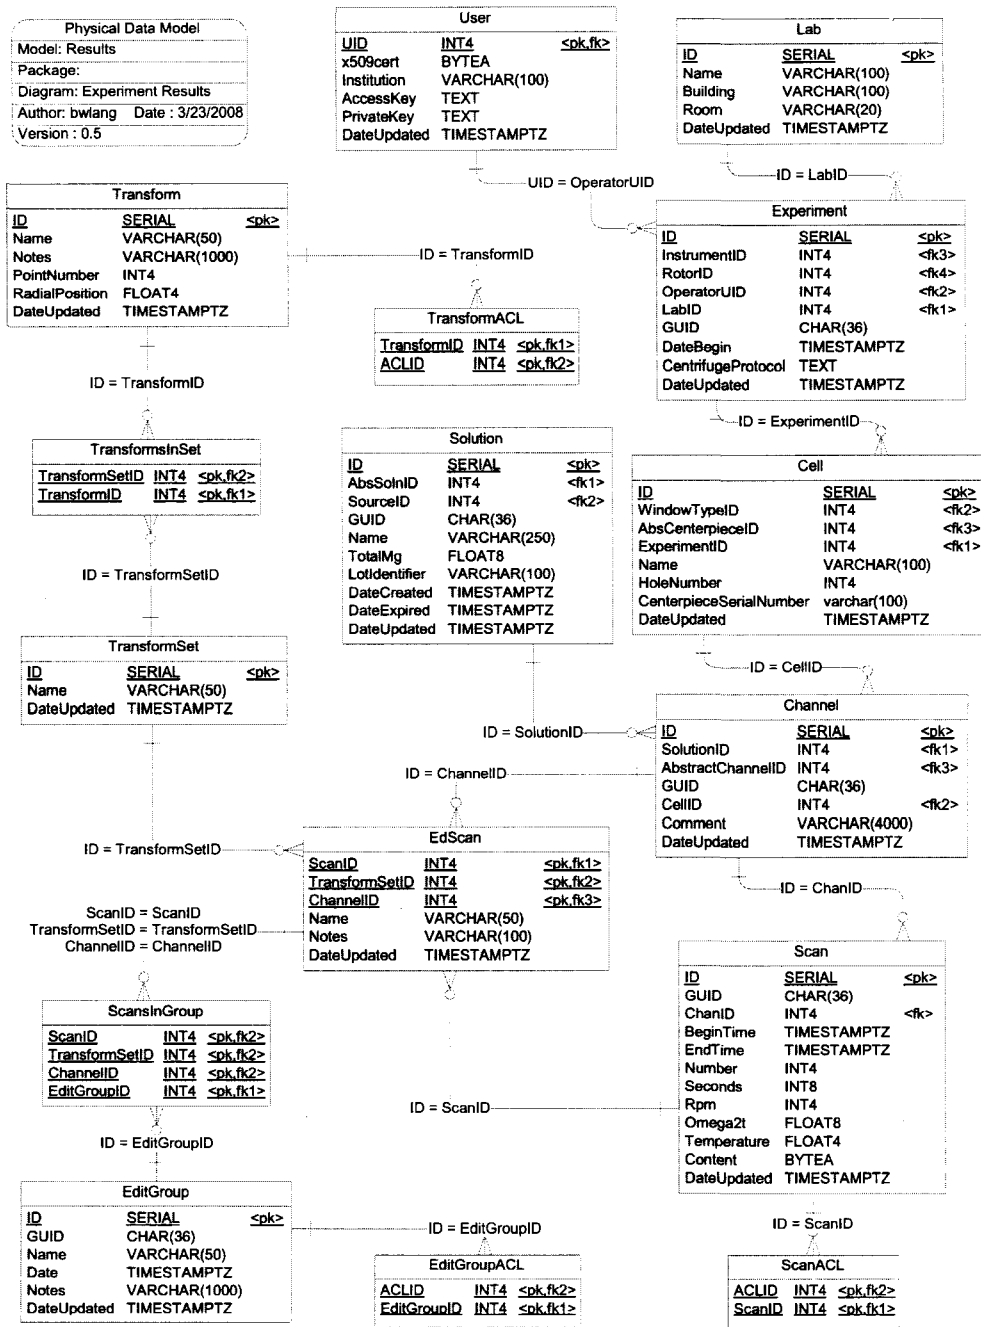 Physical Data Model
Model: Results
Package:
Diagram: Experiment Results
Author: bwlang Date : 3/23/2008
Version : 0.5
User
UID INT4 <pk,fk>
x509cert BYTEA
Institution VARCHAR(100)
AccessKey TEXT
PrivateKey TEXT
DateUpdated TIMESTAMPTZ
Lab
ID SERIAL <pk>
Name VARCHAR(100)
Building VARCHAR(100)
Room VARCHAR(20)
DateUpdated TIMESTAMPTZ
UID = OperatorUID
ID = LabID
Transform
ID SERIAL <pk>
Name VARCHAR(50)
Notes VARCHAR(1000)
PointNumber INT4
RadialPosition FLOAT4
DateUpdated TIMESTAMPTZ
ID = TransformID
TransformACL
TransformID INT4 <pk,fk1>
ACLID INT4 <pk,fk2>
Experiment
ID SERIAL <pk>
InstrumentID INT4 <fk3>
RotorID INT4 <fk4>
OperatorUID INT4 <fk2>
LabID INT4 <fk1>
GUID CHAR(36)
DateBegin TIMESTAMPTZ
CentrifugeProtocol TEXT
DateUpdated TIMESTAMPTZ
ID = TransformID
ID = ExperimentID
TransformsInSet
TransformSetID INT4 <pk,fk2>
TransformID INT4 <pk,fk1>
ID = TransformSetID
Solution
ID SERIAL <pk>
AbsSolnID INT4 <fk1>
SourceID INT4 <fk2>
GUID CHAR(36)
Name VARCHAR(250)
TotalMg FLOAT8
LotIdentifier VARCHAR(100)
DateCreated TIMESTAMPTZ
DateExpired TIMESTAMPTZ
DateUpdated TIMESTAMPTZ
Cell
ID SERIAL <pk>
WindowTypeID INT4 <fk2>
AbsCenterpieceID INT4 <fk3>
ExperimentID INT4 <fk1>
Name VARCHAR(100)
HoleNumber INT4
CenterpieceSerialNumber varchar(100)
DateUpdated TIMESTAMPTZ
TransformSet
ID SERIAL <pk>
Name VARCHAR(50)
DateUpdated TIMESTAMPTZ
ID = CellID
ID = SolutionID
Channel
ID SERIAL <pk>
SolutionID INT4 <fk1>
AbstractChannelID INT4 <fk3>
GUID CHAR(36)
CellID INT4 <fk2>
Comment VARCHAR(4000)
DateUpdated TIMESTAMPTZ
ID = ChannelID
ID = TransformSetID
EdScan
ScanID INT4 <pk,fk1>
TransformSetID INT4 <pk,fk2>
ChannelID INT4 <pk,fk3>
Name VARCHAR(50)
Notes VARCHAR(100)
DateUpdated TIMESTAMPTZ
ID = ChanID
ScanID = ScanID
TransformSetID = TransformSetID
ChannelID = ChannelID
ScansInGroup
ScanID INT4 <pk,fk2>
TransformSetID INT4 <pk,fk2>
ChannelID INT4 <pk,fk2>
EditGroupID INT4 <pk,fk1>
Scan
ID SERIAL <pk>
GUID CHAR(36)
ChanID INT4 <fk>
BeginTime TIMESTAMPTZ
EndTime TIMESTAMPTZ
Number INT4
Seconds INT8
Rpm INT4
Omega2t FLOAT8
Temperature FLOAT4
Content BYTEA
DateUpdated TIMESTAMPTZ
ID = ScanID
ID = EditGroupID
EditGroup
ID SERIAL <pk>
GUID CHAR(36)
Name VARCHAR(50)
Date TIMESTAMPTZ
Notes VARCHAR(1000)
DateUpdated TIMESTAMPTZ
ID = EditGroupID
EditGroupACL
ACLID INT4 <pk,fk2>
EditGroupID INT4 <pk,fk1>
ID = ScanID
ScanACL
ACLID INT4 <pk,fk2>
ScanID INT4 <pk,fk1>